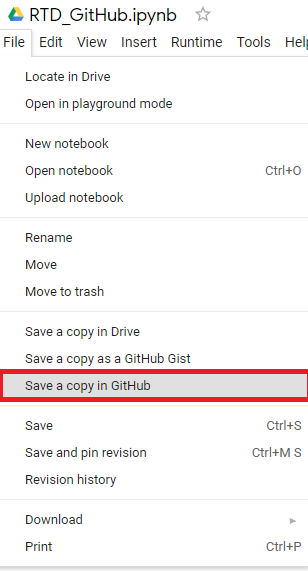 RTD_GitHub.ipynb
File Edit View Insert Runtime Tools Help
Locate in Drive
Open in playground mode
New notebook
Open notebook Ctrl+O
Upload notebook
Rename
Move
Move to trash
Save a copy in Drive
Save a copy as a GitHub Gist
Save a copy in GitHub
Save Ctrl+S
Save and pin revision Ctrl+M S
Revision history
Download
Print Ctrl+P